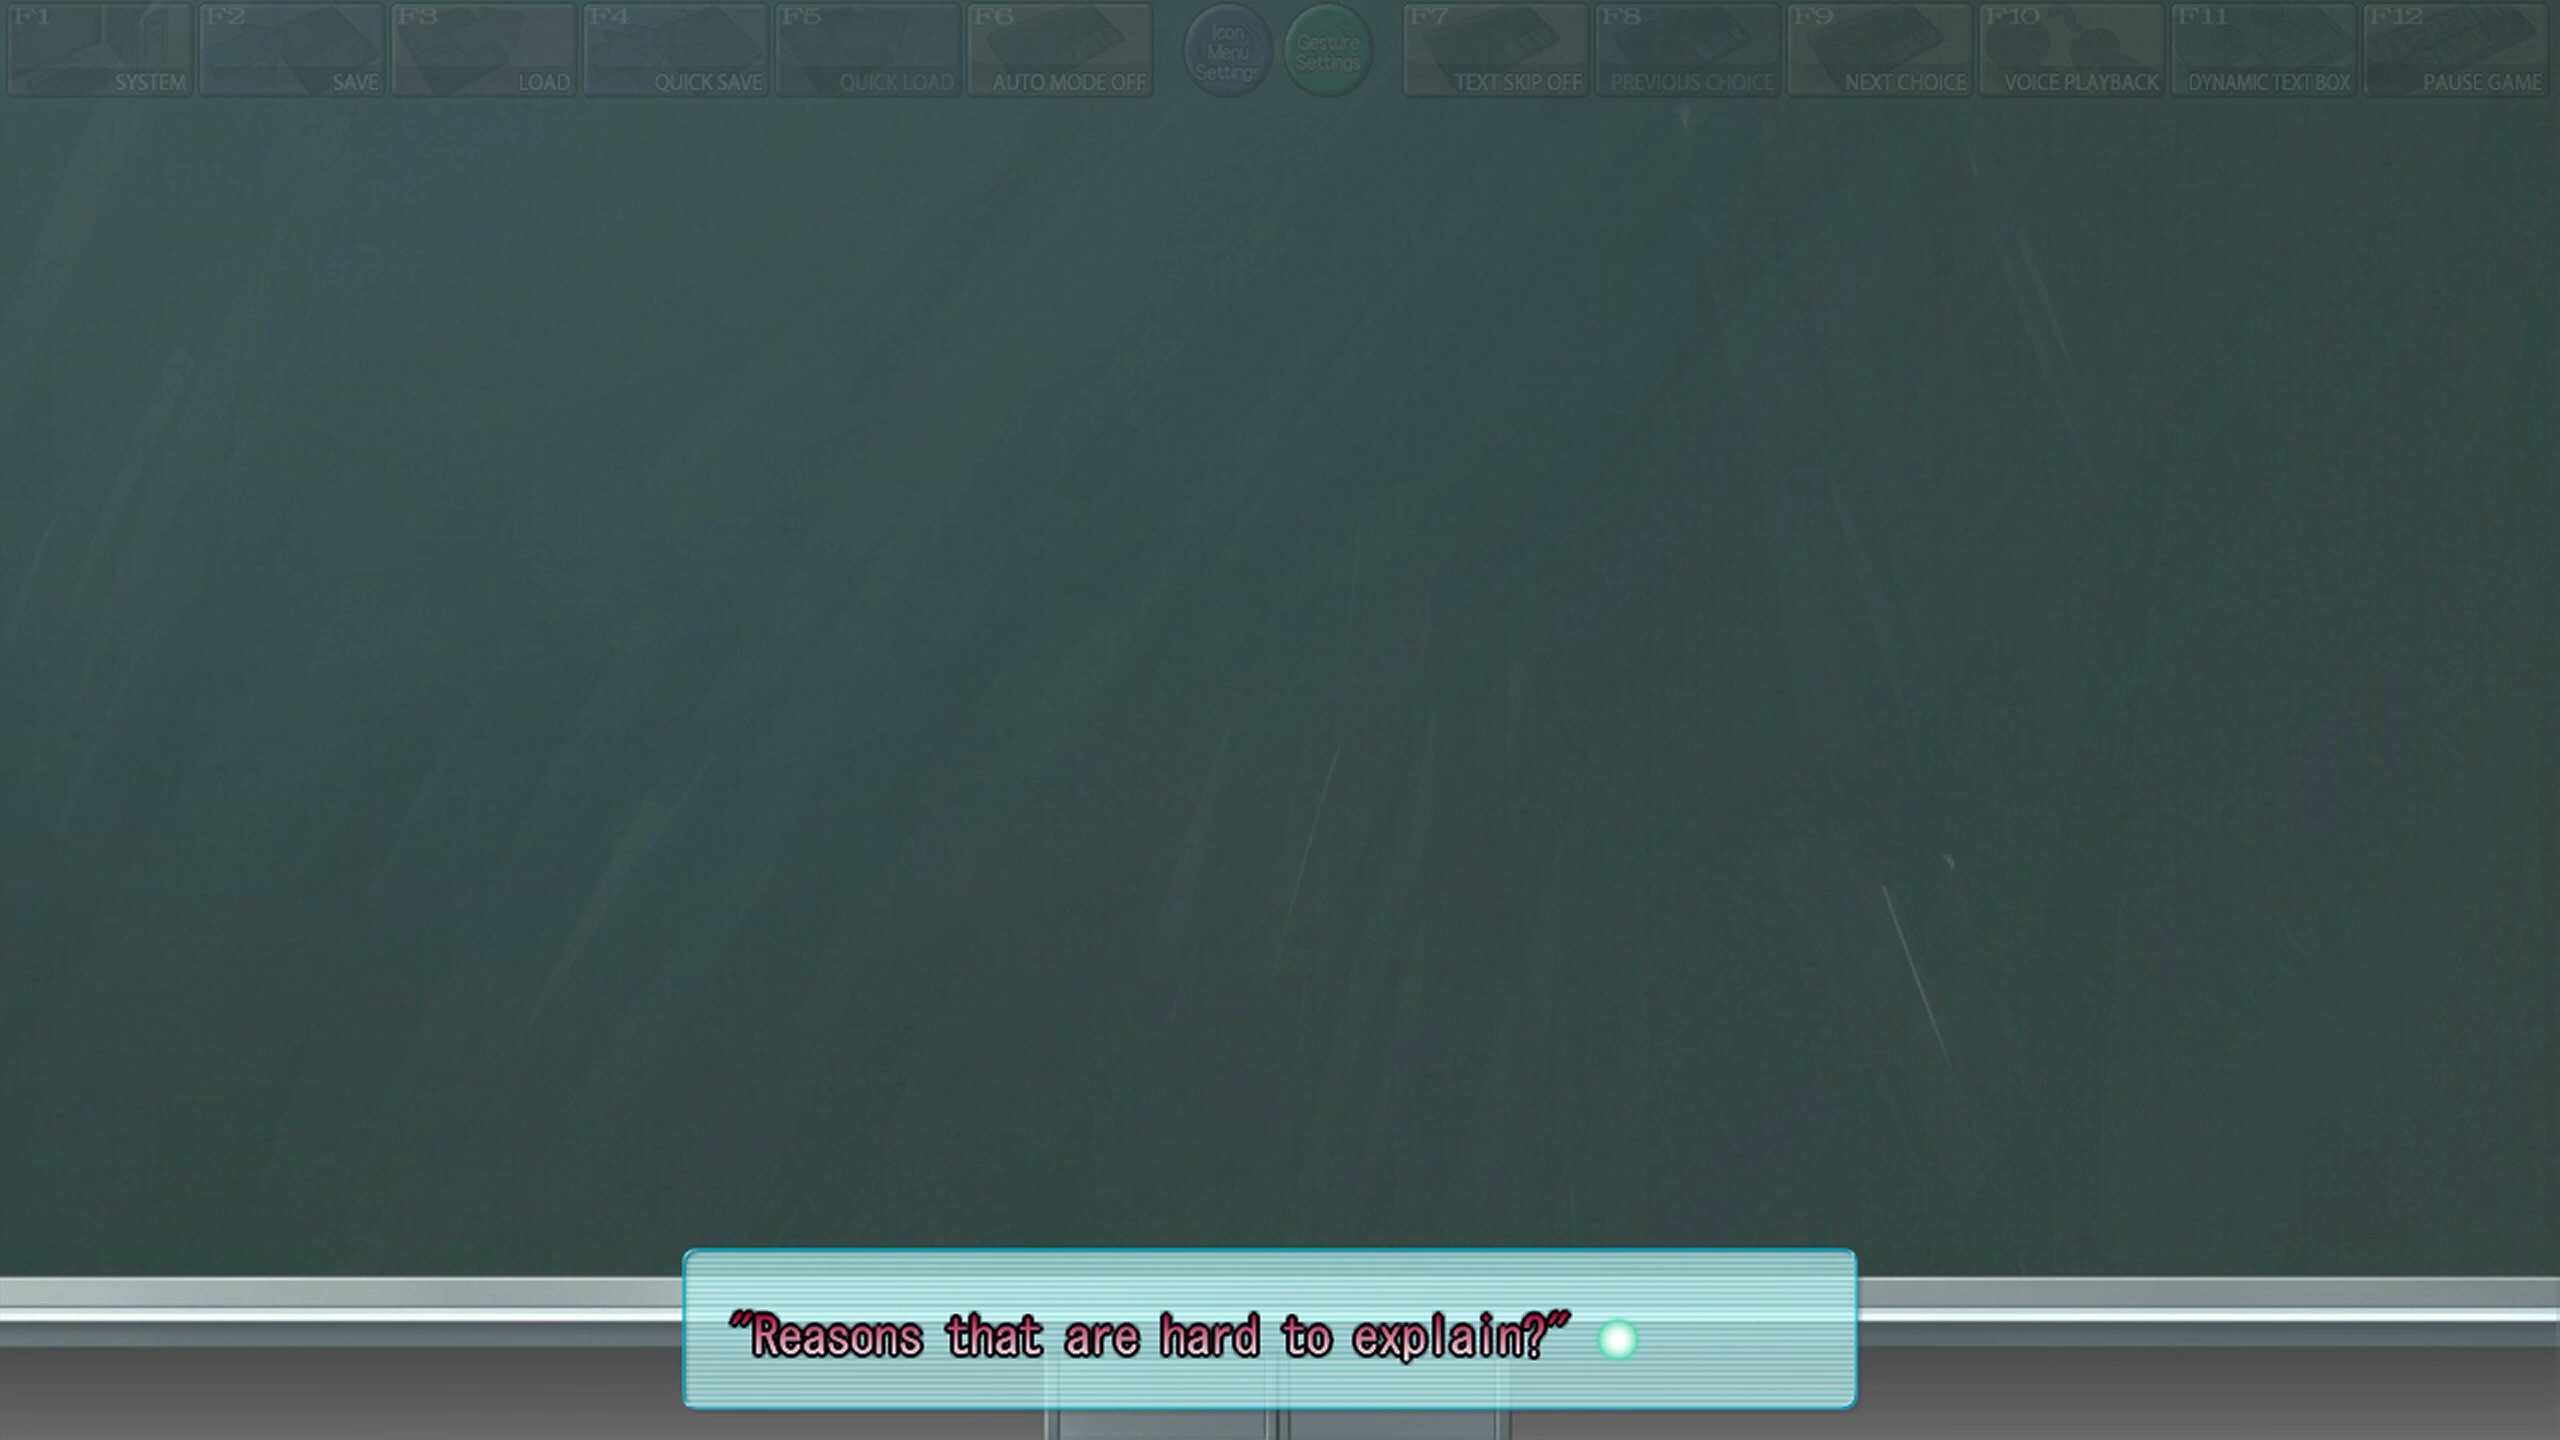 F1 SYSTEM
F2 SAVE
F3 LOAD
F4 QUICK SAVE
F5 QUICK LOAD
F6 AUTO MODE OFF
Icon
Menu
Settings
Gesture
Settings
F7 TEXT SKIP OFF
F8 PREVIOUS CHOICE
F9 NEXT CHOICE
F10 VOICE PLAYBACK
F11 DYNAMIC TEXT BOX
F12 PAUSE GAME
"Reasons that are hard to explain?"